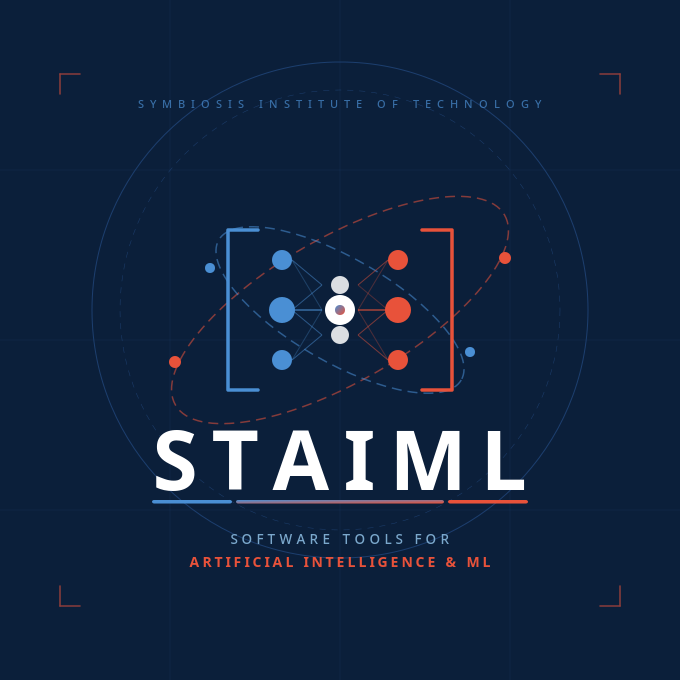 SYMBIOSIS INSTITUTE OF TECHNOLOGY
STAIML
SOFTWARE TOOLS FOR
ARTIFICIAL INTELLIGENCE & ML